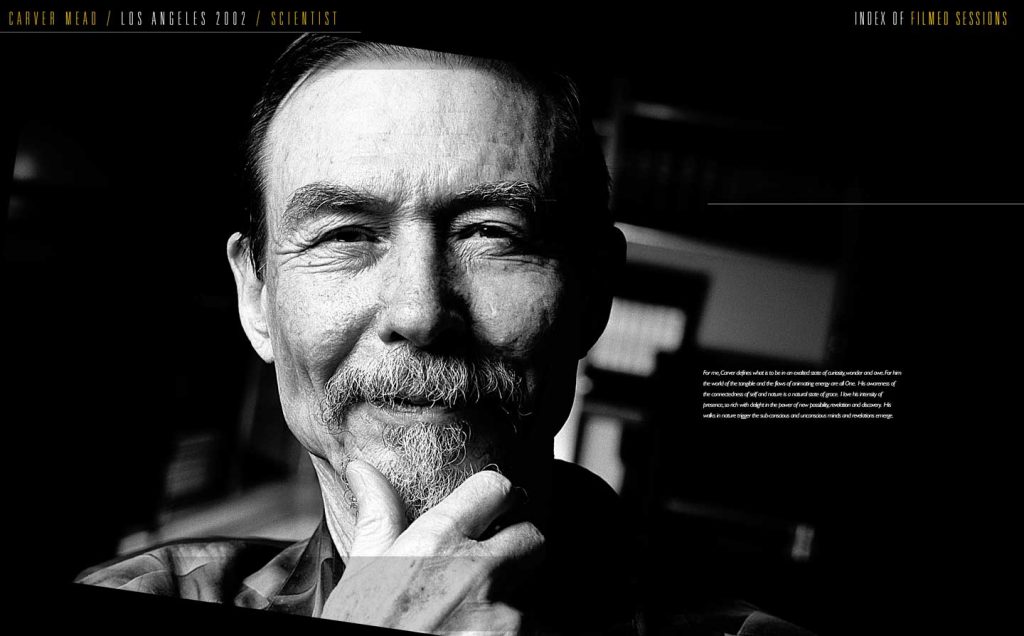 CARVER MEAD / LOS ANGELES 2002 / SCIENTIST
INDEX OF FILMED SESSIONS
For me, Carver defines what is to be in an exalted state of curiosity, wonder and awe. For him
the world of the tangible and the flows of animating energy are all One. His awareness of
the connectedness of self and nature is a natural state of grace. I love his intensity of
presence, so rich with delight in the power of new possibility, revelation and discovery. His
walks in nature trigger the sub-conscious and unconscious minds and revelations emerge.